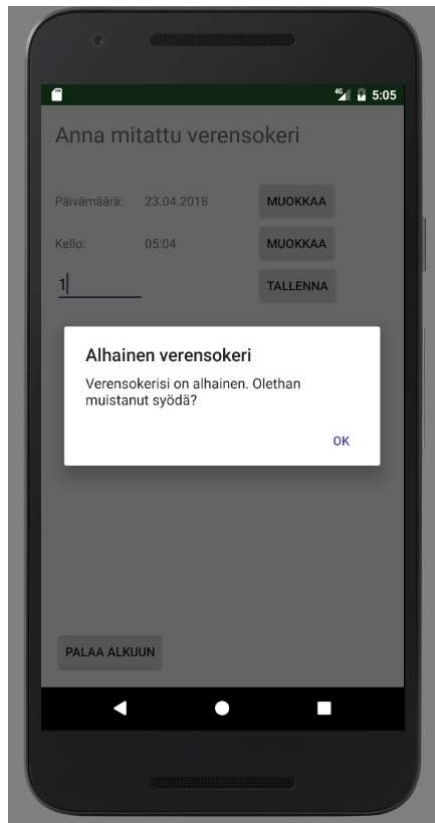 4G 5:05
Anna mitattu verensokeri
Päivämäärä: 23.04.2018 MUOKKAA
Kello: 05:04 MUOKKAA
1 TALLENNA
Alhainen verensokeri
Verensokerisi on alhainen. Olethan
muistanut syödä?
OK
PALAA ALKUUN